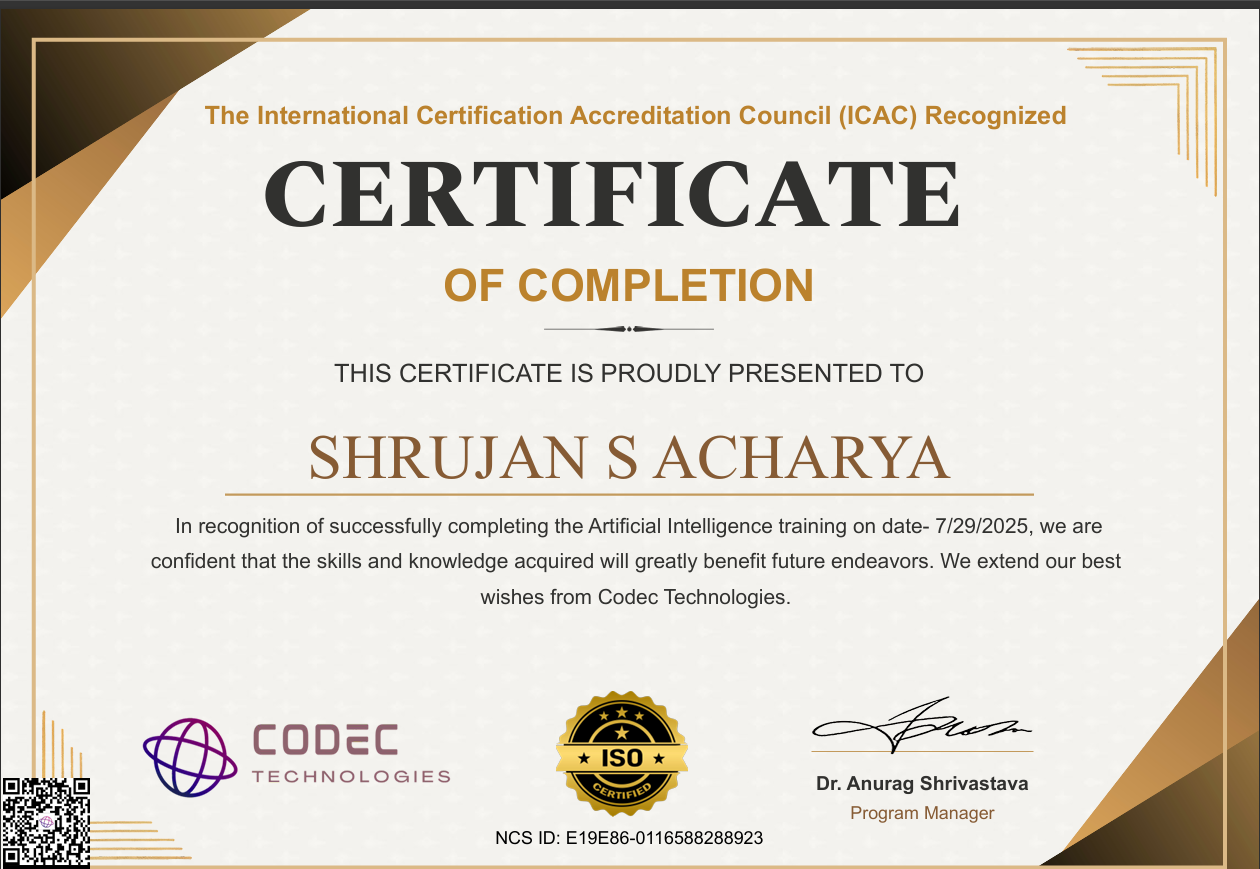 The International Certification Accreditation Council (ICAC) Recognized
CERTIFICATE
OF COMPLETION
THIS CERTIFICATE IS PROUDLY PRESENTED TO
SHRUJAN S ACHARYA
In recognition of successfully completing the Artificial Intelligence training on date- 7/29/2025, we are
confident that the skills and knowledge acquired will greatly benefit future endeavors. We extend our best
wishes from Codec Technologies.
CODEC
TECHNOLOGIES
ISO
CERTIFIED
Dr. Anurag Shrivastava
Program Manager
NCS ID: E19E86-0116588288923